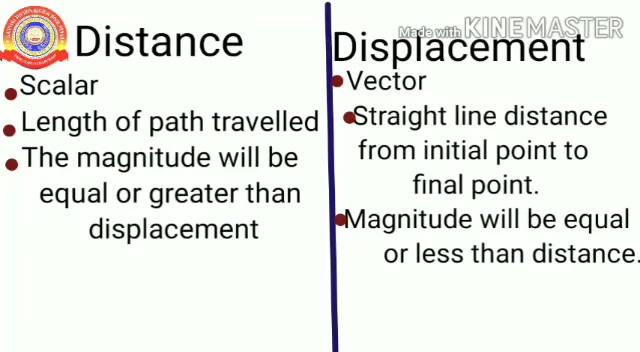 Distance
Scalar
Length of path travelled
The magnitude will be
equal or greater than
displacement
Made with KINEMASTER
Displacement
Vector
Straight line distance
from initial point to
final point.
Magnitude will be equal
or less than distance.